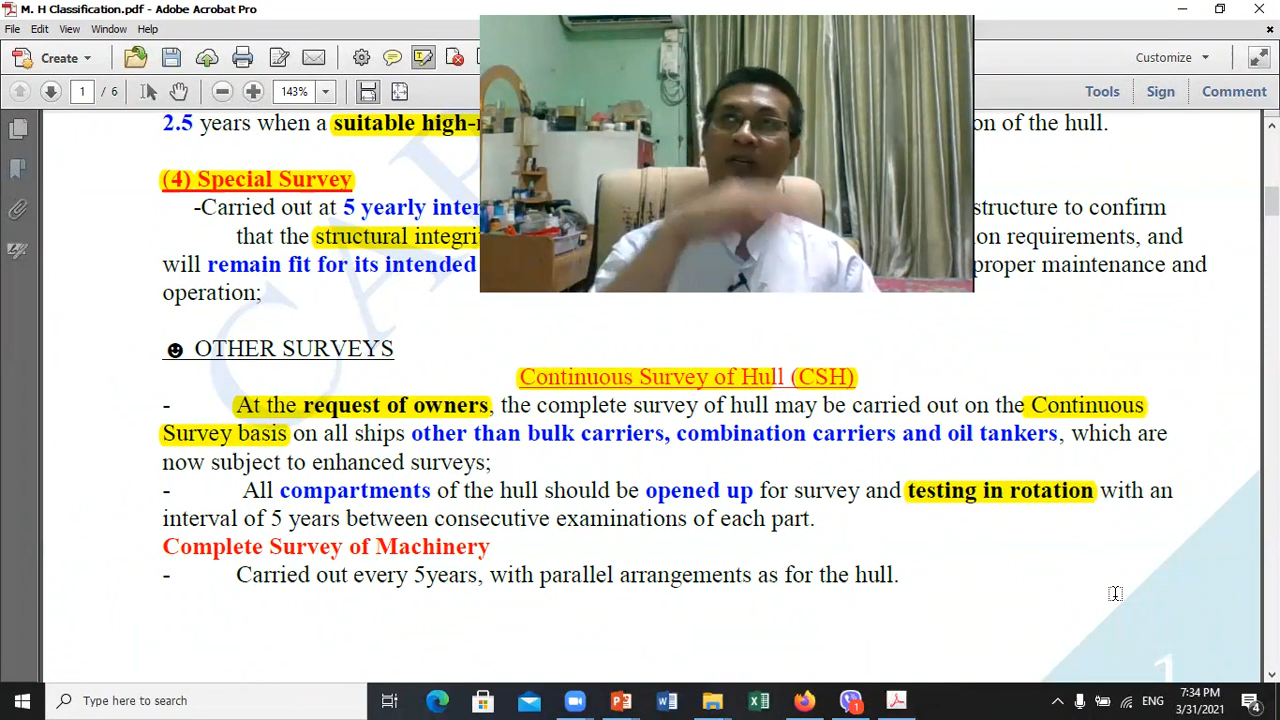 M. H Classification.pdf - Adobe Acrobat Pro
File Edit View Window Help
Create Customize
1 / 6 143% Tools Sign Comment
2.5 years when a suitable high- on of the hull.
(4) Special Survey
-Carried out at 5 yearly structure to confirm
that the structural on requirements, and
will remain fit for its intended proper maintenance and
operation;
☻ OTHER SURVEYS
Continuous Survey of Hull (CSH)
- At the request of owners, the complete survey of hull may be carried out on the Continuous
Survey basis on all ships other than bulk carriers, combination carriers and oil tankers, which are
now subject to enhanced surveys;
- All compartments of the hull should be opened up for survey and testing in rotation with an
interval of 5 years between consecutive examinations of each part.
Complete Survey of Machinery
- Carried out every 5years, with parallel arrangements as for the hull.
1
Type here to search
ENG
7:34 PM
3/31/2021
4